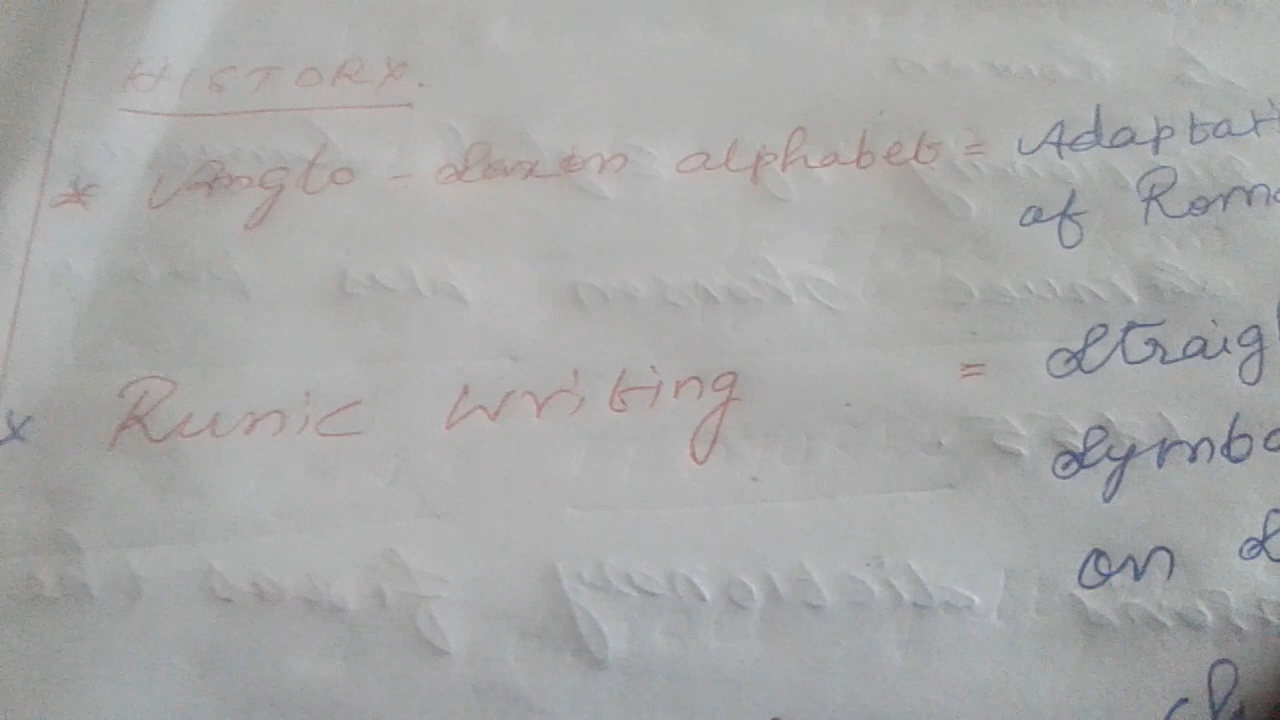 HISTORY.
* Anglo-Saxon alphabet = Adaptat
of Rom
* Runic writing = Straig
Symbo
on